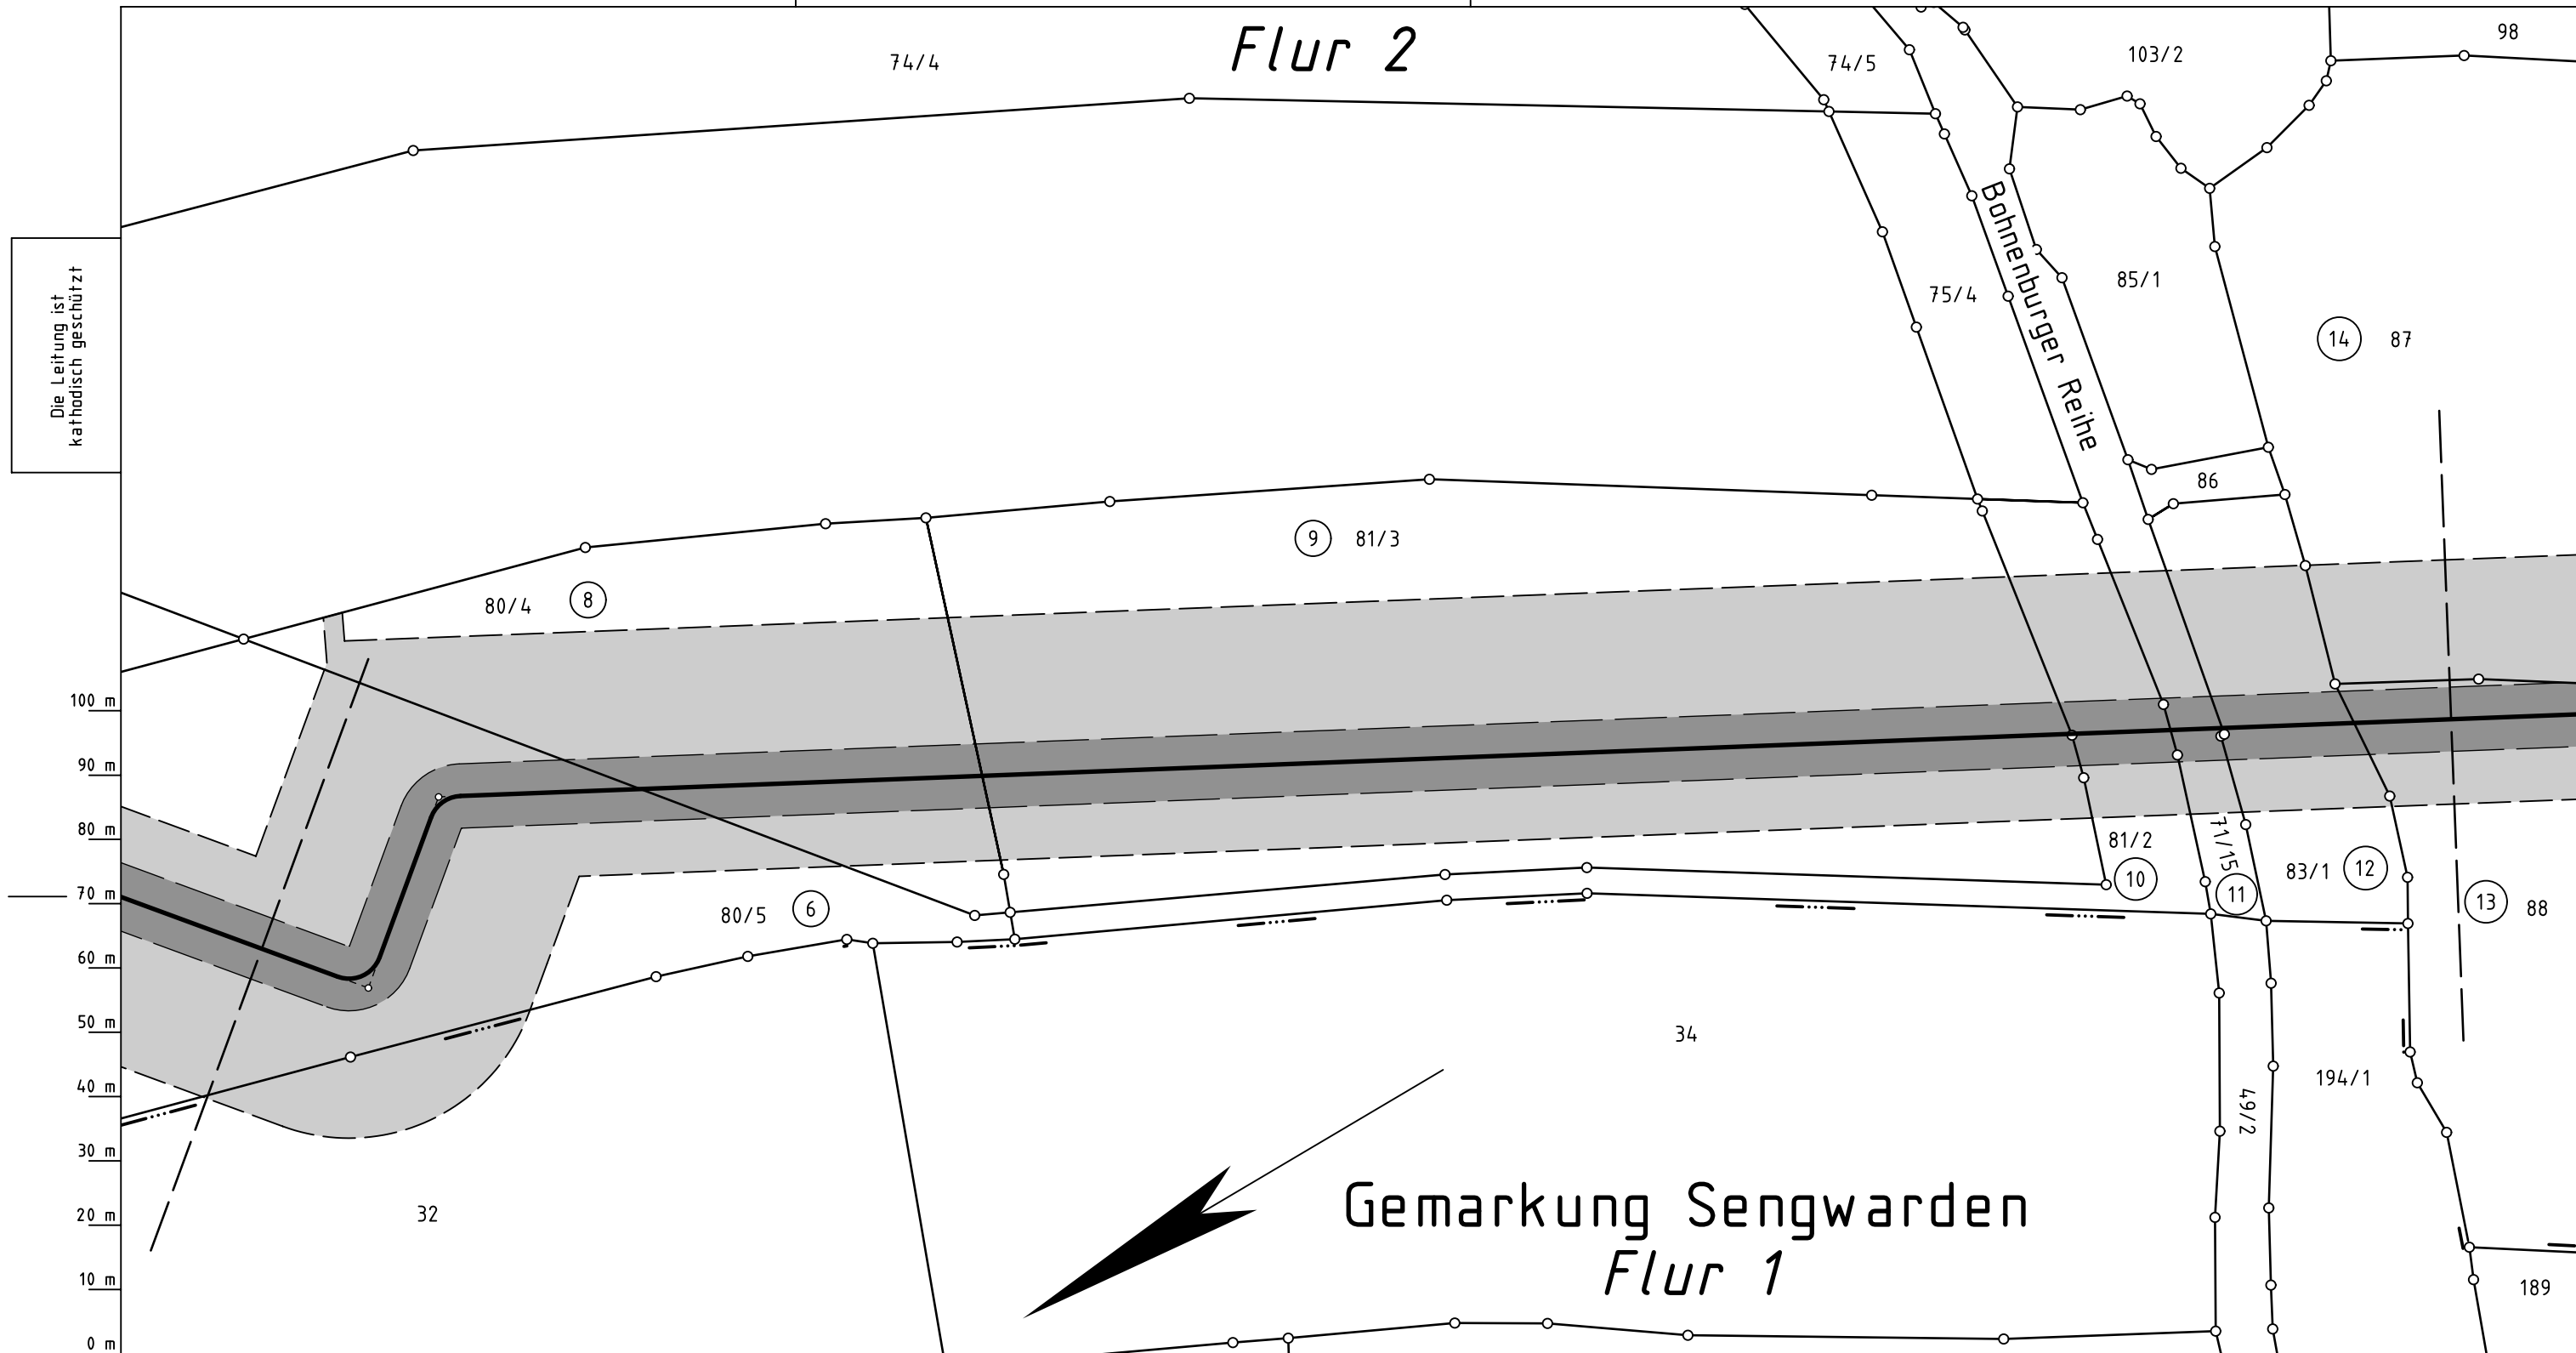 Flur 2
74/4
74/5
103/2
98
Die Leitung ist
kathodisch geschützt
Bohnenburger Reihe
75/4
85/1
14
87
86
9
81/3
80/4
8
100 m
90 m
80 m
70 m
60 m
50 m
40 m
30 m
20 m
10 m
0 m
80/5
6
81/2
10
71/15
11
83/1
12
13
88
34
194/1
49/2
32
Gemarkung Sengwarden
Flur 1
189